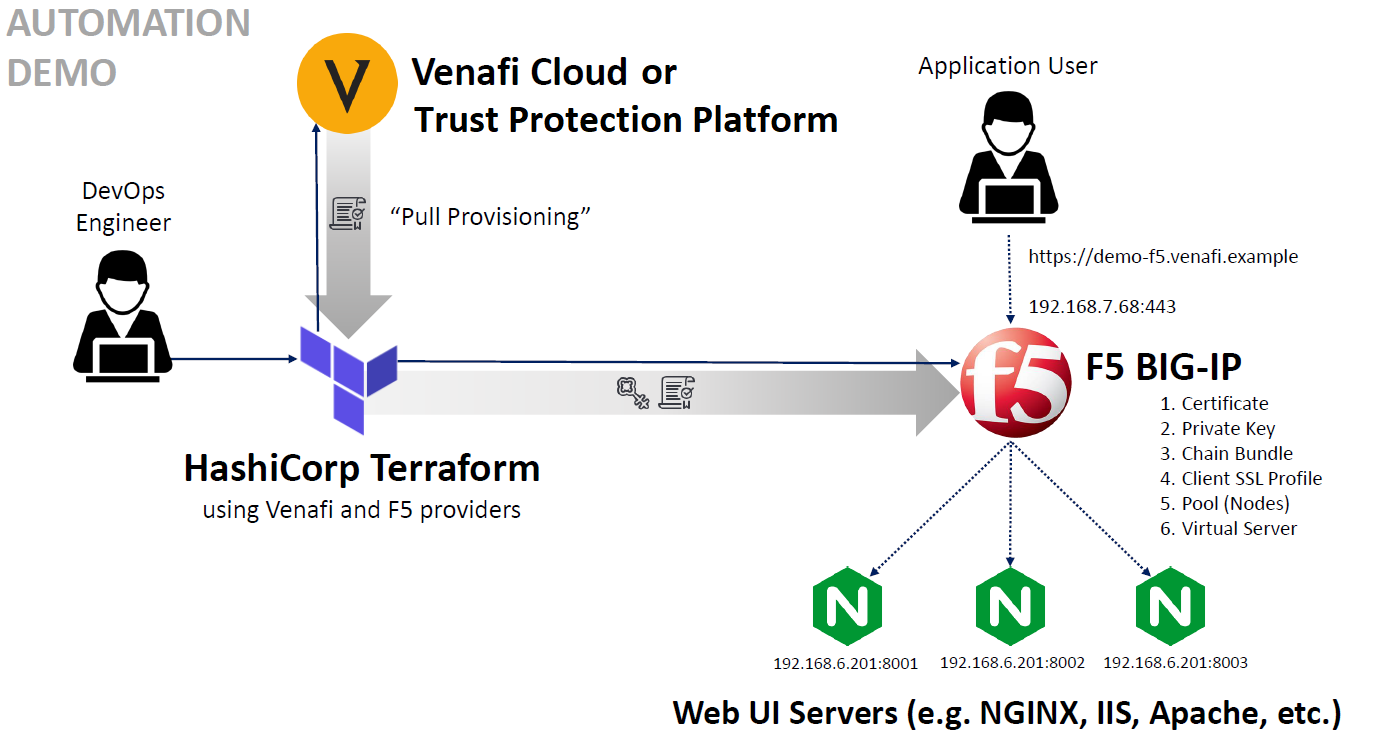 AUTOMATION
DEMO
V
Venafi Cloud or
Trust Protection Platform
Application User
DevOps
Engineer
“Pull Provisioning”
https://demo-f5.venafi.example
192.168.7.68:443
f5
F5 BIG-IP
1. Certificate
2. Private Key
3. Chain Bundle
4. Client SSL Profile
5. Pool (Nodes)
6. Virtual Server
HashiCorp Terraform
using Venafi and F5 providers
N
N
N
192.168.6.201:8001
192.168.6.201:8002
192.168.6.201:8003
Web UI Servers (e.g. NGINX, IIS, Apache, etc.)